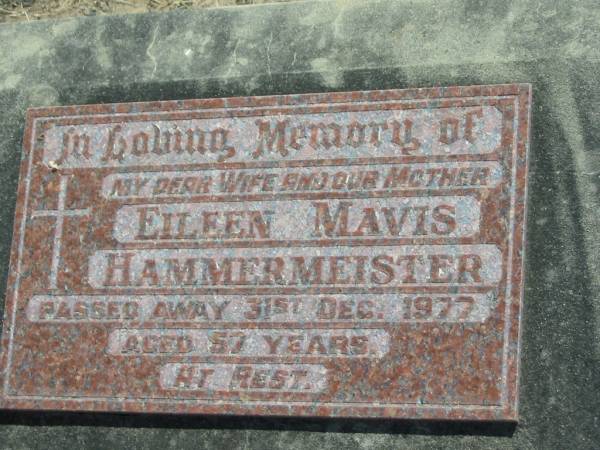 In Loving Memory of
MY DEAR WIFE AND OUR MOTHER
EILEEN MAVIS
HAMMERMEISTER
PASSED AWAY 31ST DEC. 1977
AGED 57 YEARS.
AT REST.